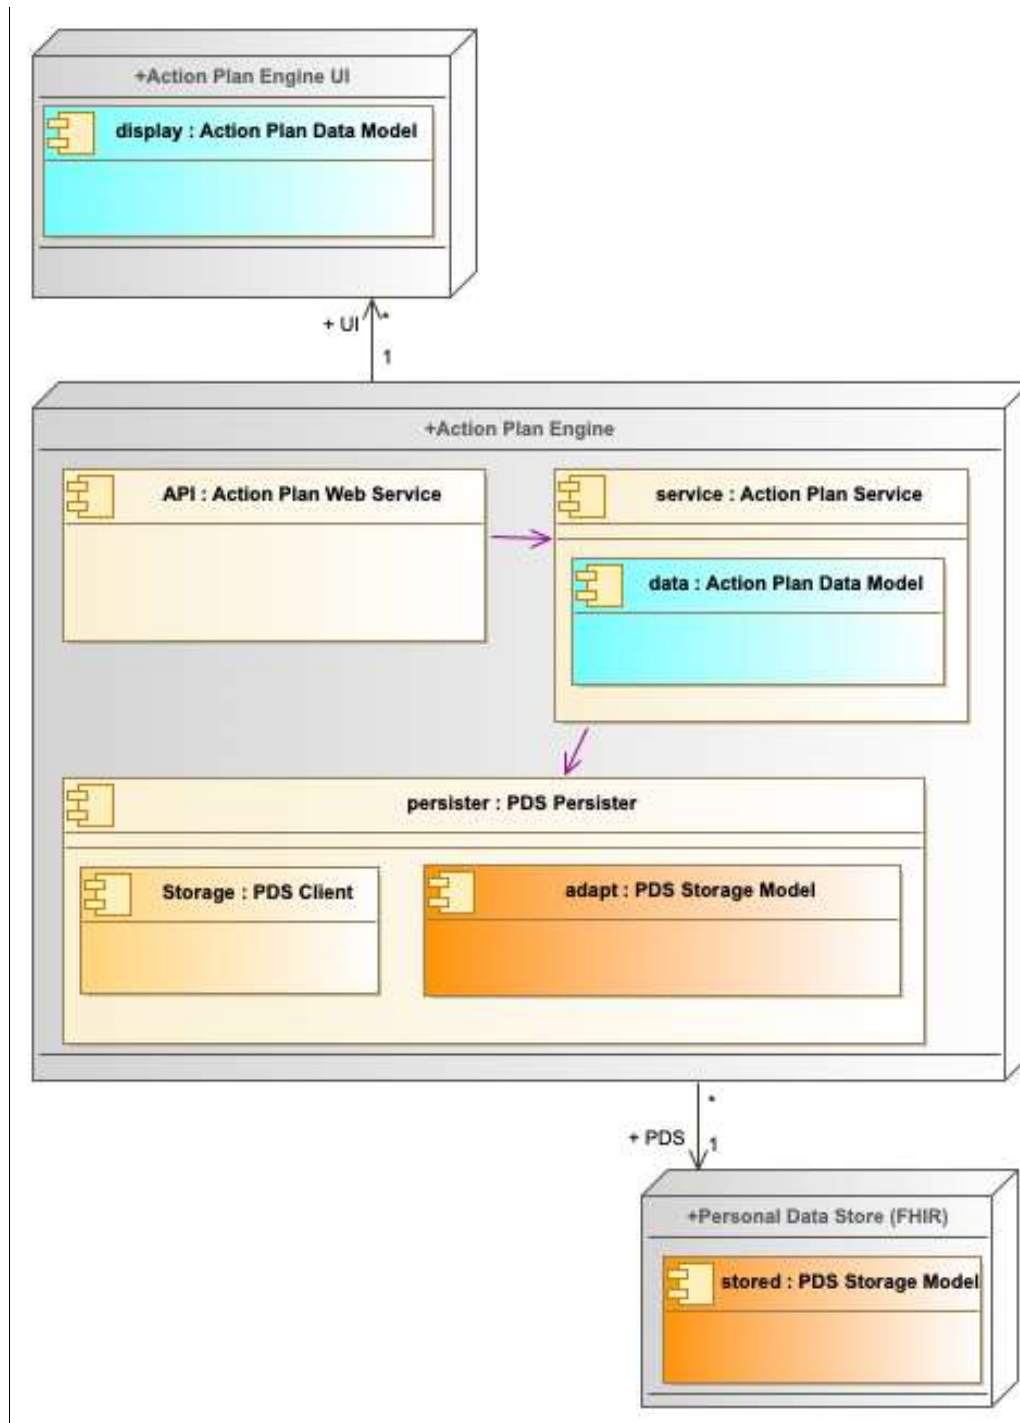 +Action Plan Engine UI
display : Action Plan Data Model
+ UI
*
1
+Action Plan Engine
API : Action Plan Web Service
service : Action Plan Service
data : Action Plan Data Model
persister : PDS Persister
Storage : PDS Client
adapt : PDS Storage Model
*
+ PDS
1
+Personal Data Store (FHIR)
stored : PDS Storage Model